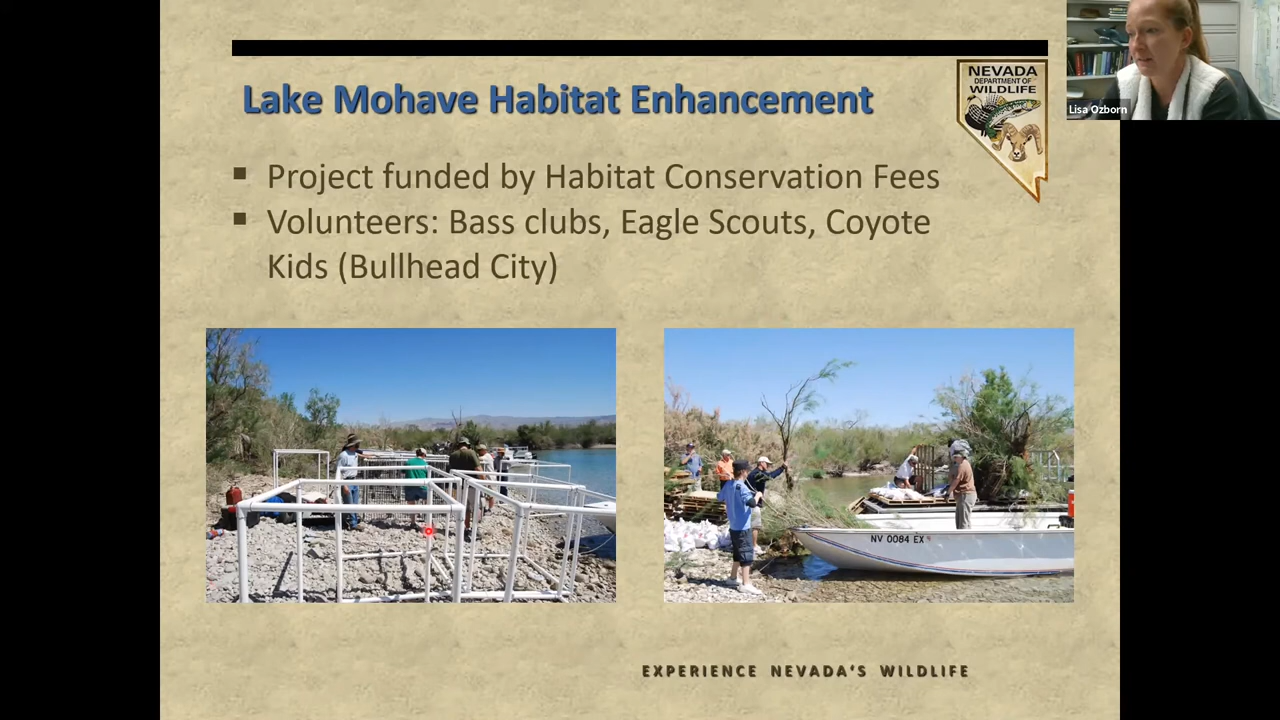 Lake Mohave Habitat Enhancement
NEVADA
DEPARTMENT OF
WILDLIFE
Lisa Ozborn
▪ Project funded by Habitat Conservation Fees
▪ Volunteers: Bass clubs, Eagle Scouts, Coyote
Kids (Bullhead City)
NV 0084 EX
EXPERIENCE NEVADA'S WILDLIFE